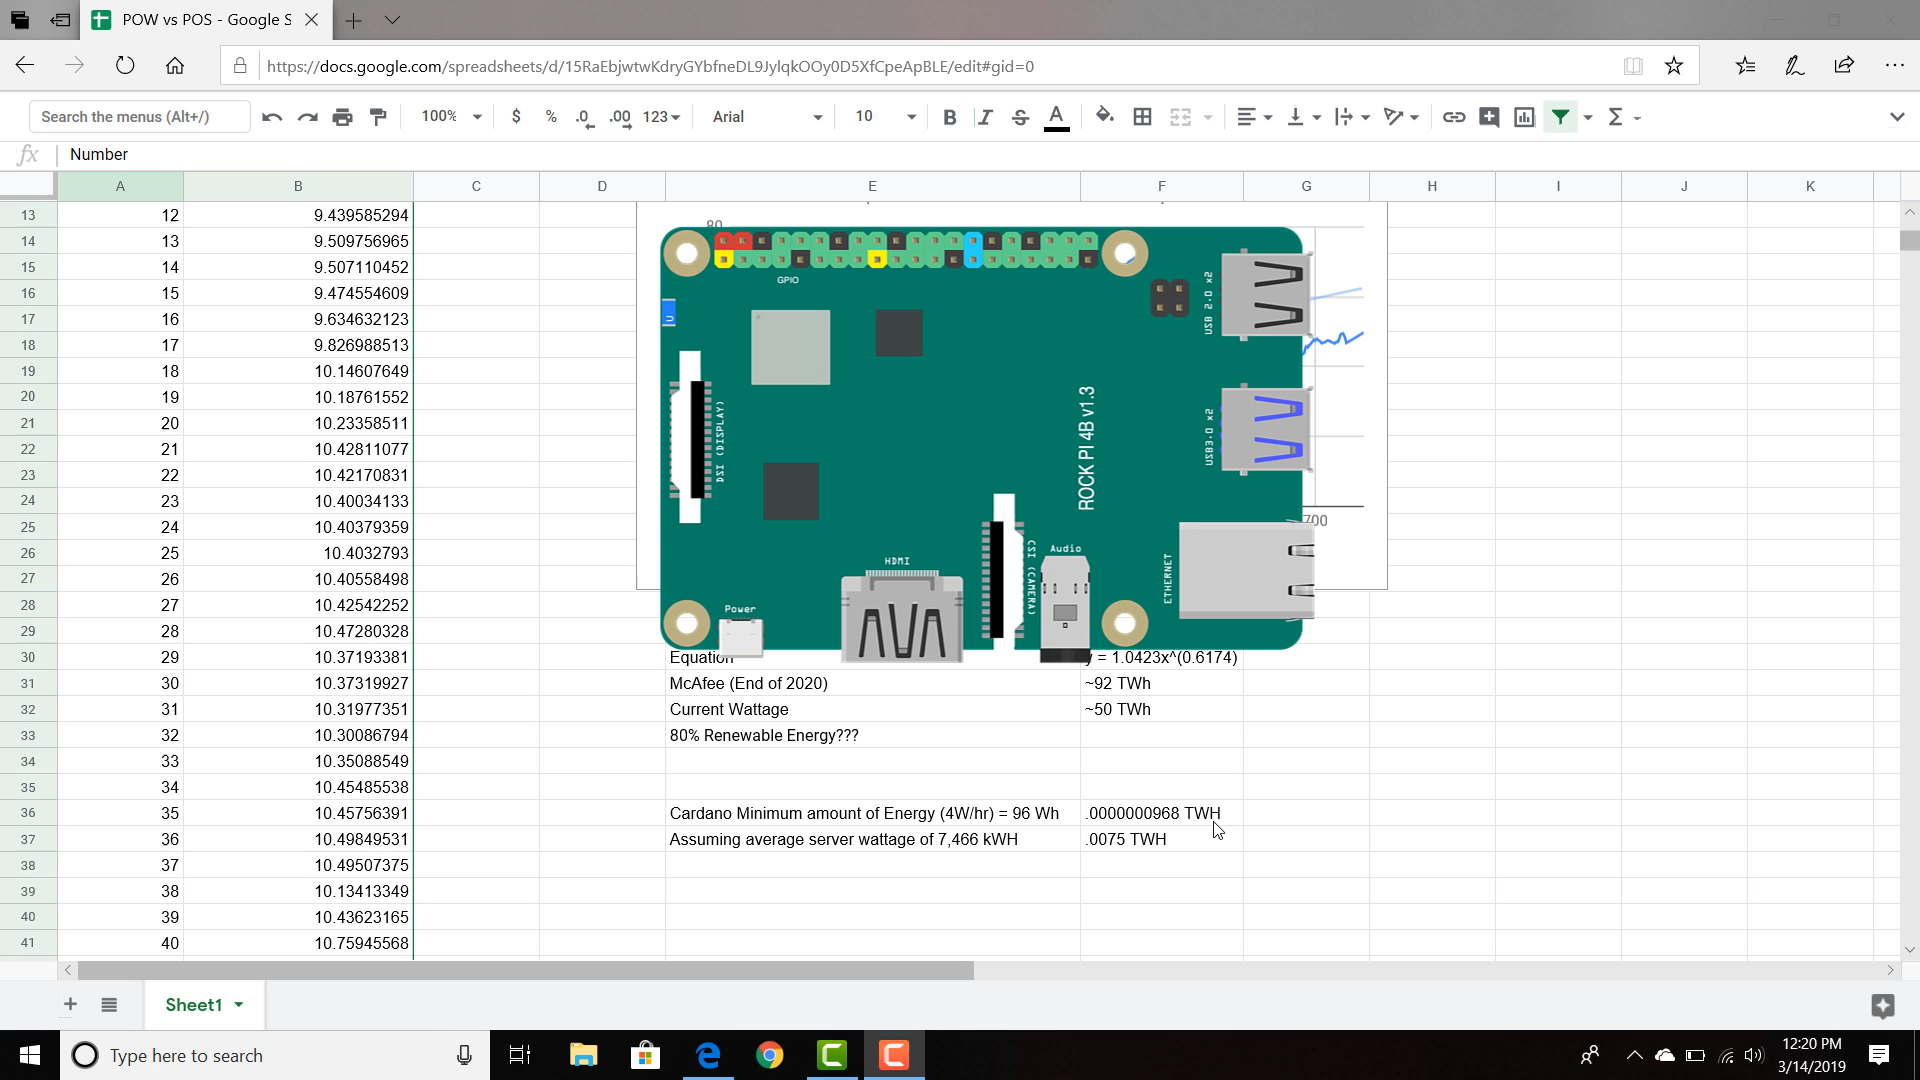 POW vs POS - Google S
https://docs.google.com/spreadsheets/d/15RaEbjwtwKdryGYbfneDL9JylqkOOy0D5XfCpeApBLE/edit#gid=0
Search the menus (Alt+/) 100% $ % .0 .00 123 Arial 10 B I S A
fx Number
A B C D E F G H I J K
13 12 9.439585294
14 13 9.509756965
15 14 9.507110452
16 15 9.474554609
17 16 9.634632123
18 17 9.826988513
19 18 10.14607649
20 19 10.18761552
21 20 10.23358511
22 21 10.42811077
23 22 10.42170831
24 23 10.40034133
25 24 10.40379359
26 25 10.4032793
27 26 10.40558498
28 27 10.42542252
29 28 10.47280328
30 29 10.37193381 Equation y = 1.0423x^(0.6174)
31 30 10.37319927 McAfee (End of 2020) ~92 TWh
32 31 10.31977351 Current Wattage ~50 TWh
33 32 10.30086794 80% Renewable Energy???
34 33 10.35088549
35 34 10.45485538
36 35 10.45756391 Cardano Minimum amount of Energy (4W/hr) = 96 Wh .0000000968 TWH
37 36 10.49849531 Assuming average server wattage of 7,466 kWH .0075 TWH
38 37 10.49507375
39 38 10.13413349
40 39 10.43623165
41 40 10.75945568
80
GPIO
USB 2.0 x2
DSI (DISPLAY)
ROCK PI 4B v1.3
USB3.0 x2
700
HDMI
CSI (CAMERA)
Audio
ETHERNET
Power
Sheet1
Type here to search
12:20 PM
3/14/2019